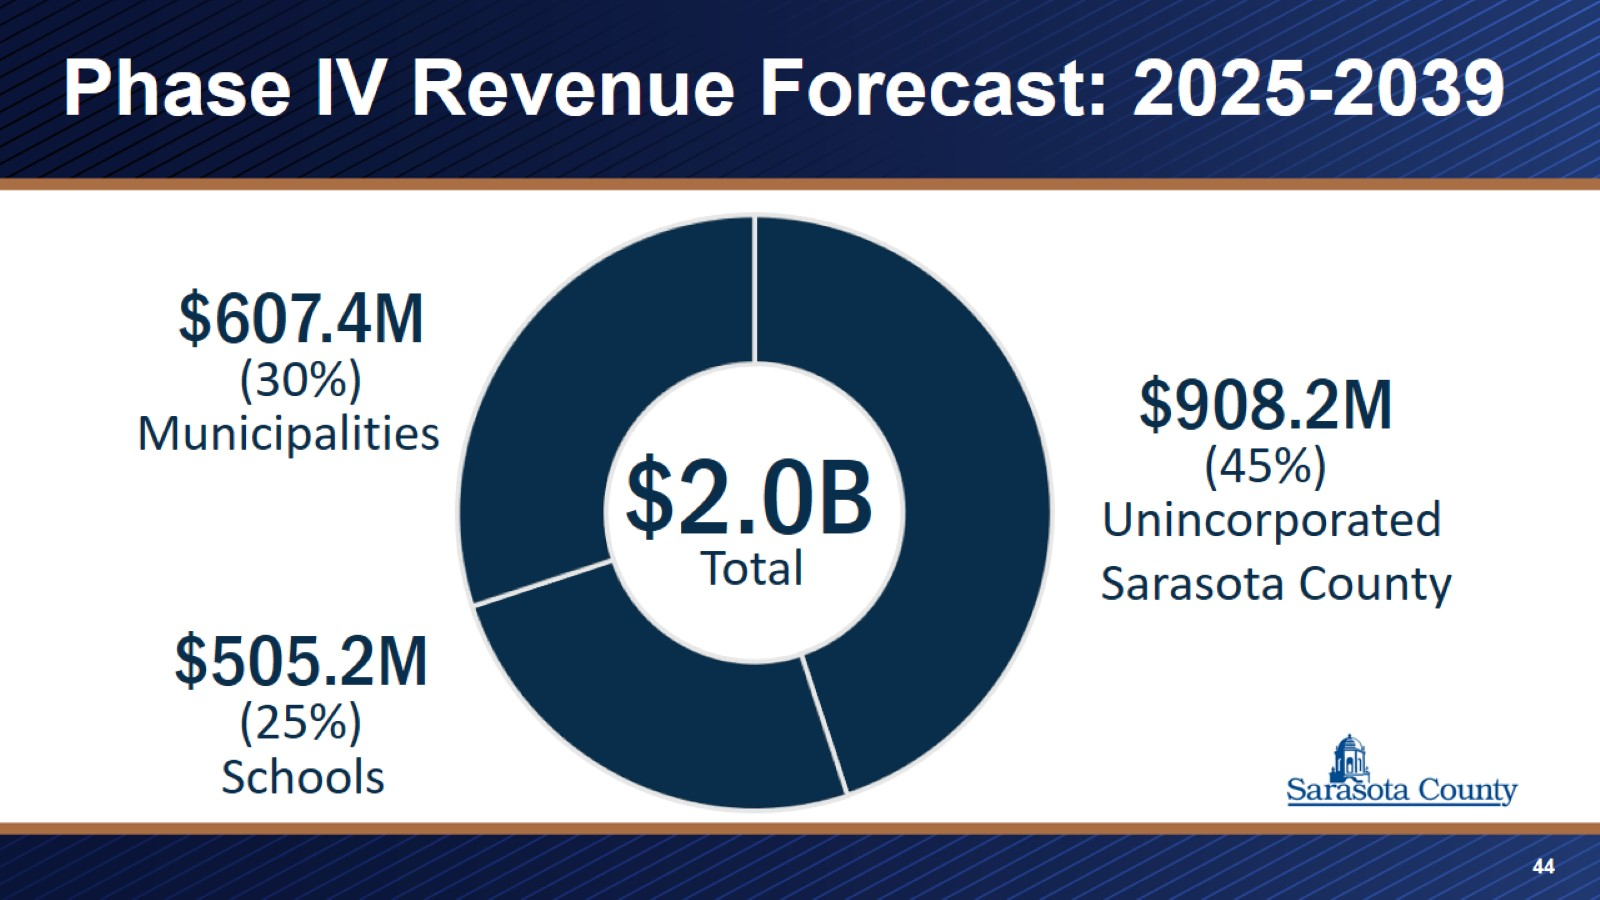 Phase IV Revenue Forecast: 2025-2039
$607.4M
(30%)
Municipalities
$505.2M
(25%)
Schools
$2.0B
Total
$908.2M
(45%)
Unincorporated
Sarasota County
Sarasota County
44